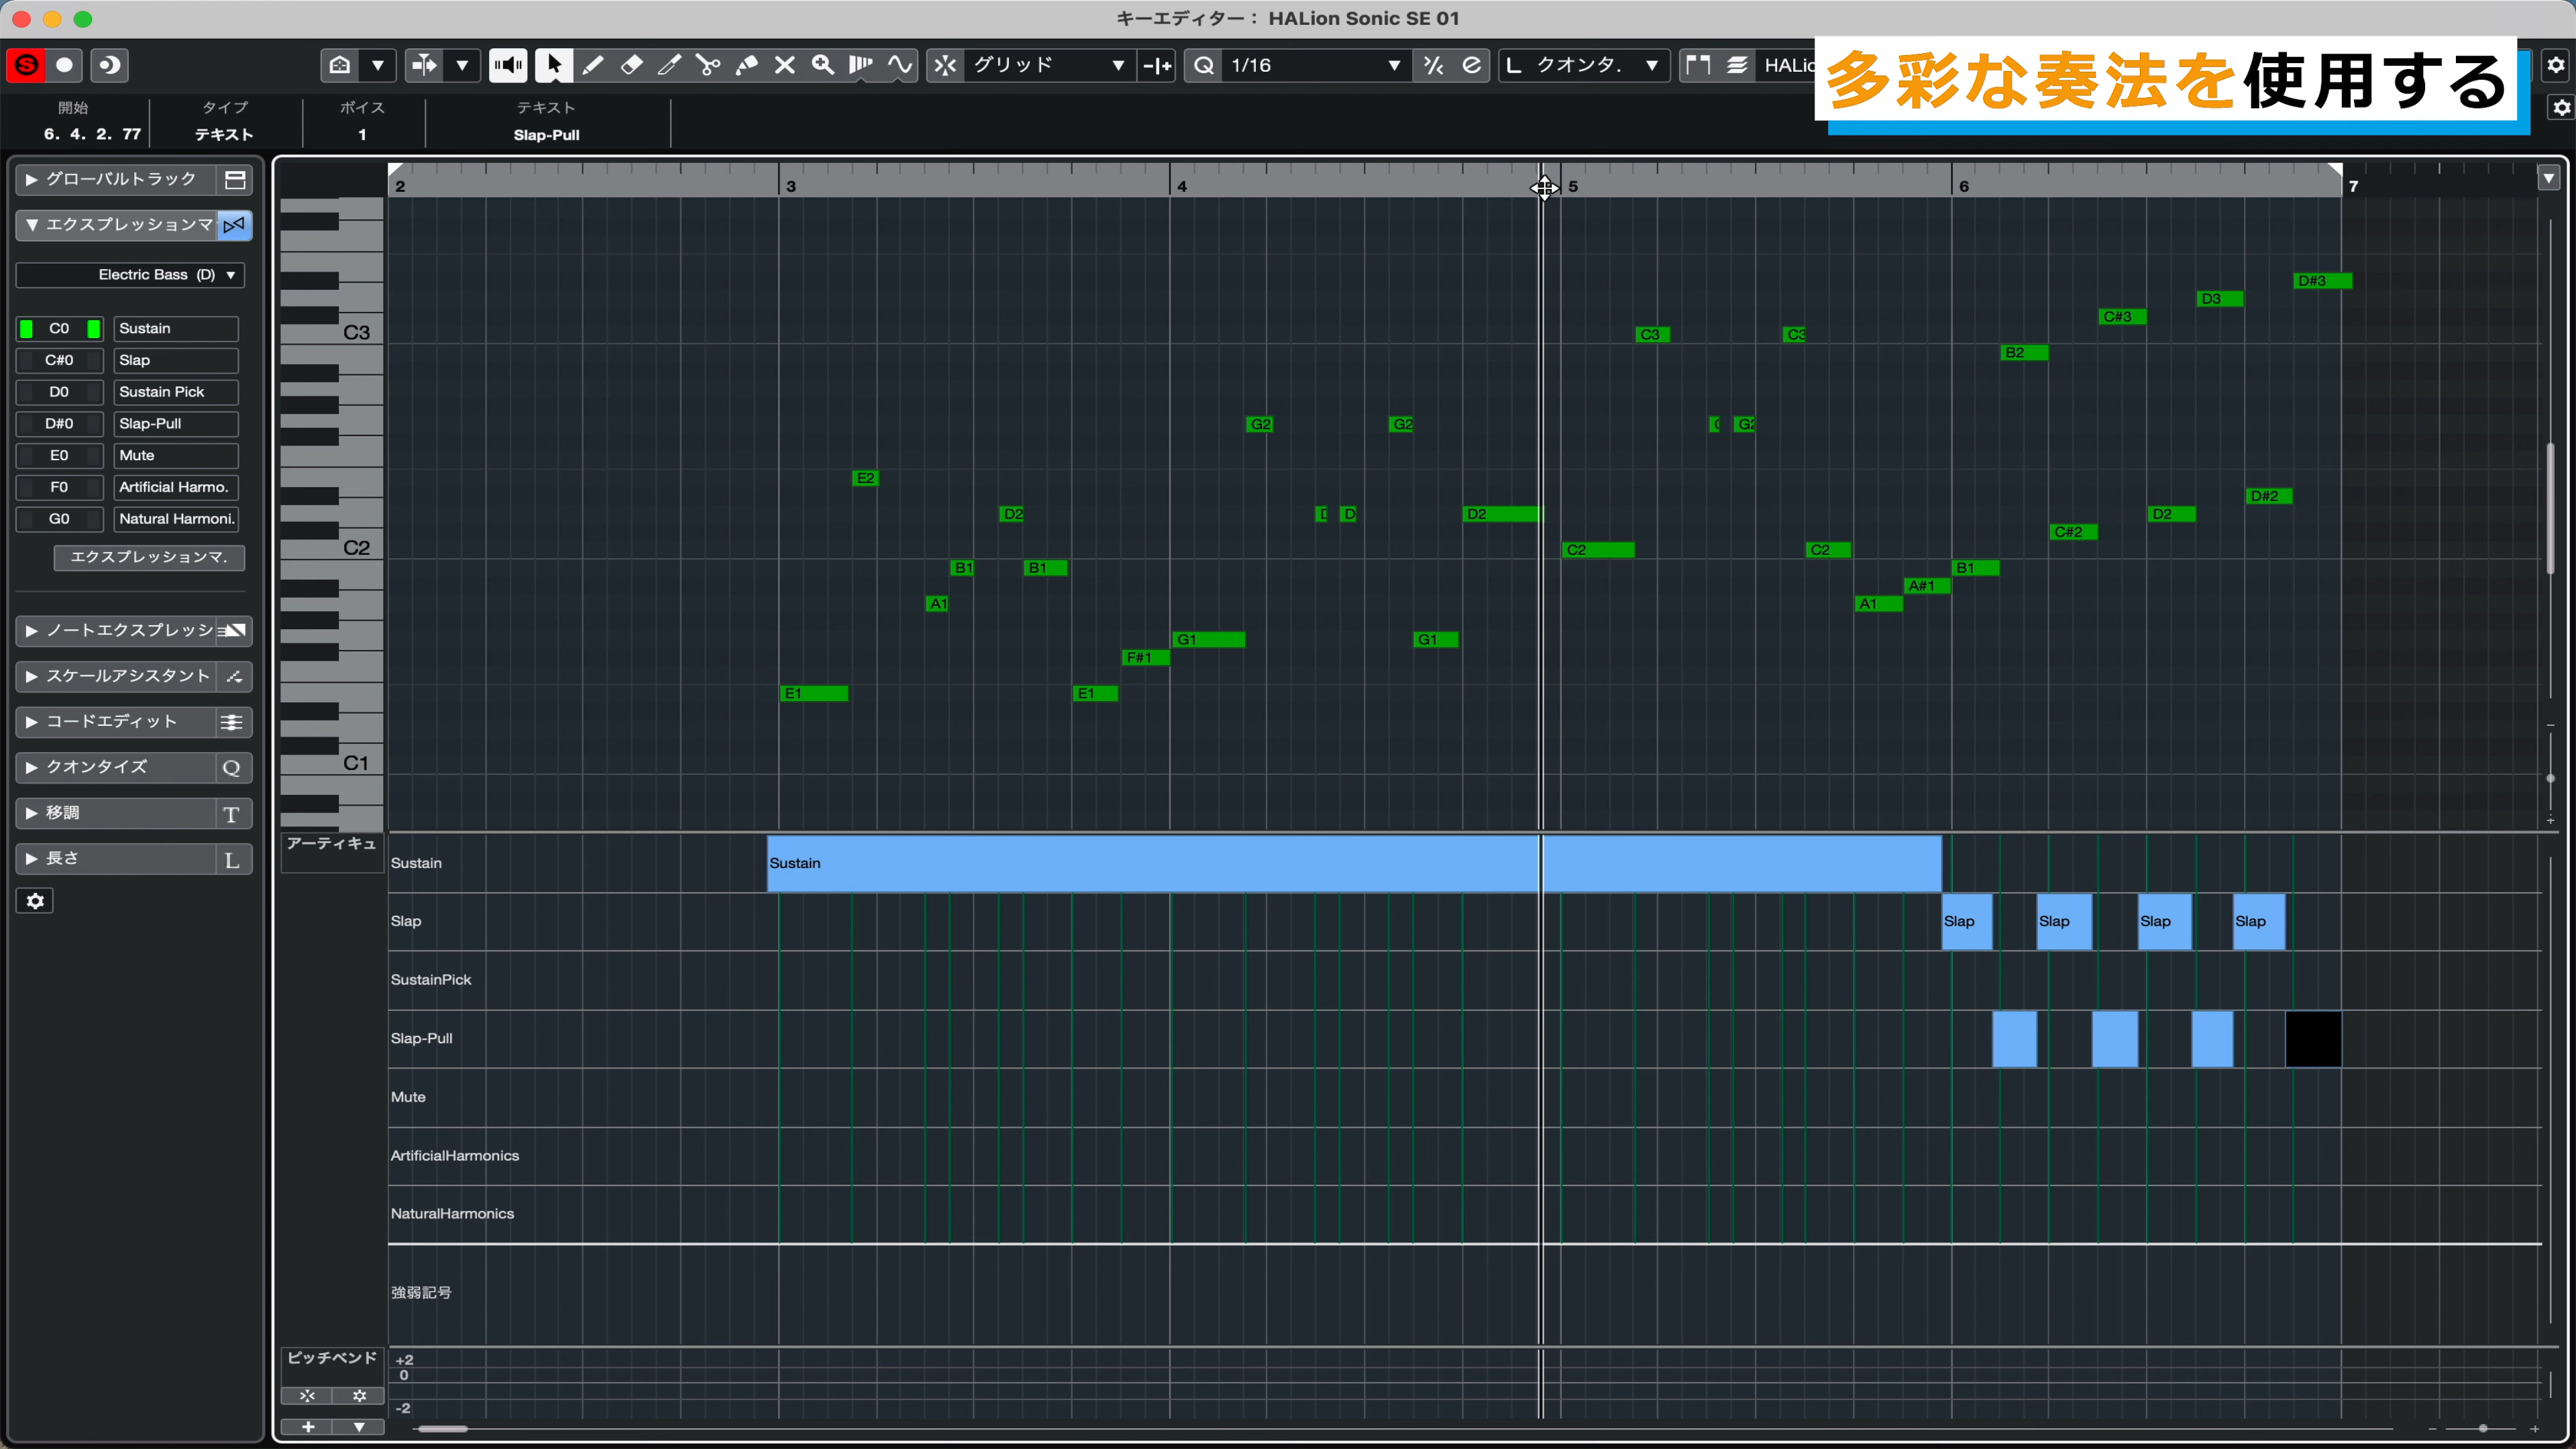 キーエディター： HALion Sonic SE 01
グリッド
1/16
クオンタ.
HALio
多彩な奏法を使用する
開始
6. 4. 2. 77
タイプ
テキスト
ボイス
1
テキスト
Slap-Pull
グローバルトラック
エクスプレッションマ
Electric Bass (D)
C0 Sustain
C#0 Slap
D0 Sustain Pick
D#0 Slap-Pull
E0 Mute
F0 Artificial Harmo.
G0 Natural Harmoni.
エクスプレッションマ.
ノートエクスプレッシ
スケールアシスタント
コードエディット
クオンタイズ Q
移調 T
長さ L
2 3 4 5 6 7
C3
C2
C1
D#3
D3
C#3
C3 C3
B2
G2 G2 G2
E2
D#2
D2 D D2 D2
C#2
C2 C2
B1 B1 B1
A#1
A1 A1
G1 G1
F#1
E1 E1
アーティキュ
Sustain Sustain
Slap Slap Slap Slap Slap
SustainPick
Slap-Pull
Mute
ArtificialHarmonics
NaturalHarmonics
強弱記号
ピッチベンド
+2
0
-2